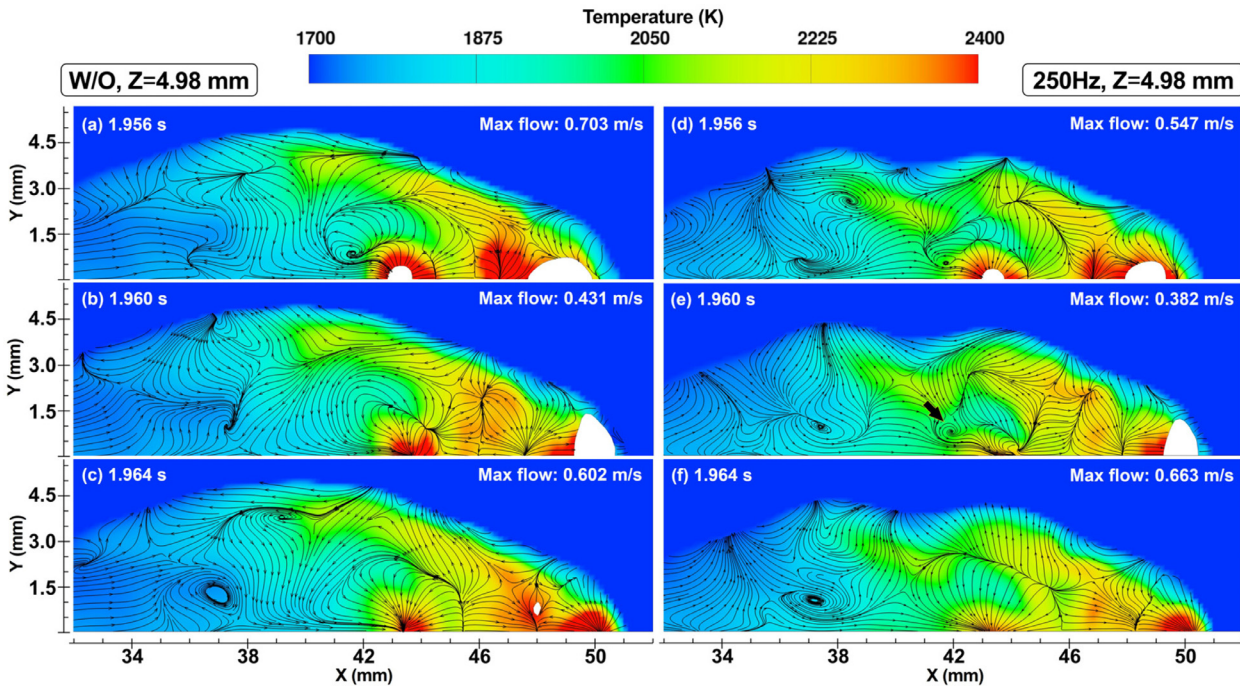 Temperature (K)
1700 1875 2050 2225 2400
W/O, Z=4.98 mm
250Hz, Z=4.98 mm
(a) 1.956 s Max flow: 0.703 m/s
(d) 1.956 s Max flow: 0.547 m/s
4.5
3.0
1.5
Y (mm)
(b) 1.960 s Max flow: 0.431 m/s
(e) 1.960 s Max flow: 0.382 m/s
4.5
3.0
1.5
Y (mm)
(c) 1.964 s Max flow: 0.602 m/s
(f) 1.964 s Max flow: 0.663 m/s
4.5
3.0
1.5
Y (mm)
34 38 42 46 50
34 38 42 46 50
X (mm)
X (mm)